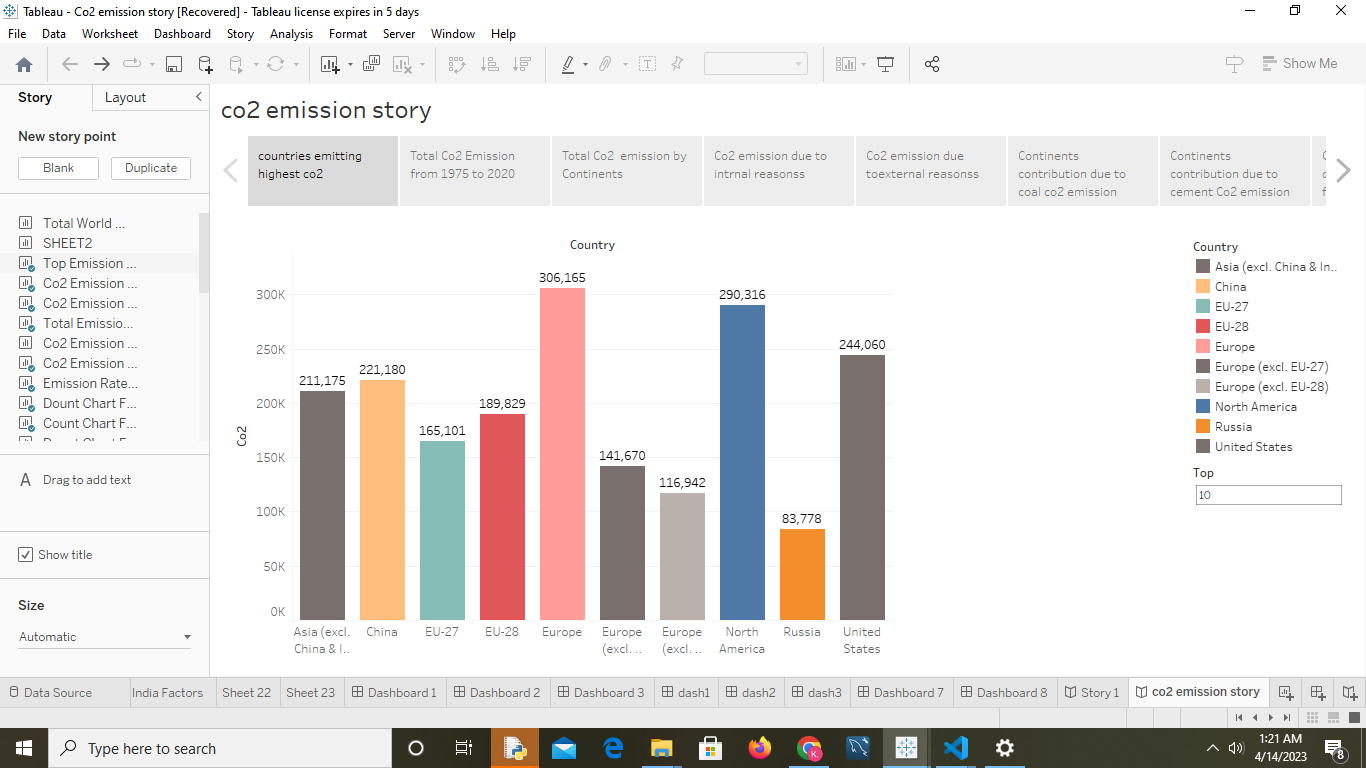 Tableau - Co2 emission story [Recovered] - Tableau license expires in 5 days
File Data Worksheet Dashboard Story Analysis Format Server Window Help
Show Me
Story Layout
New story point
Blank Duplicate
Total World ...
SHEET2
Top Emission ...
Co2 Emission ...
Co2 Emission ...
Total Emissio...
Co2 Emission ...
Co2 Emission ...
Emission Rate...
Dount Chart F...
Count Chart F...
A Drag to add text
Show title
Size
Automatic
co2 emission story
countries emitting
highest co2
Total Co2 Emission
from 1975 to 2020
Total Co2 emission by
Continents
Co2 emission due to
intrnal reasonss
Co2 emission due
toexternal reasonss
Continents
contribution due to
coal co2 emission
Continents
contribution due to
cement Co2 emission
Country
Co2
300K
250K
200K
150K
100K
50K
0K
211,175
221,180
165,101
189,829
306,165
141,670
116,942
290,316
83,778
244,060
Asia (excl.
China & I..
China
EU-27
EU-28
Europe
Europe
(excl. ..
Europe
(excl. ..
North
America
Russia
United
States
Country
Asia (excl. China & In..
China
EU-27
EU-28
Europe
Europe (excl. EU-27)
Europe (excl. EU-28)
North America
Russia
United States
Top
10
Data Source India Factors Sheet 22 Sheet 23 Dashboard 1 Dashboard 2 Dashboard 3 dash1 dash2 dash3 Dashboard 7 Dashboard 8 Story 1 co2 emission story
Type here to search
K
1:21 AM
4/14/2023
8